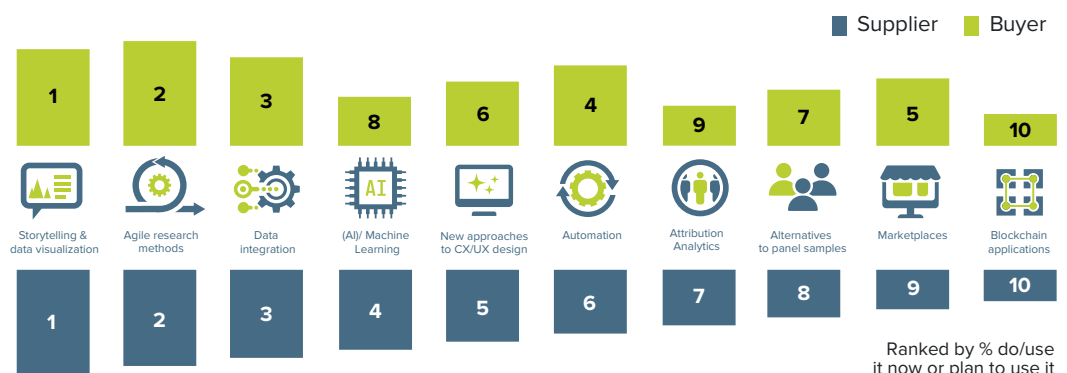 Supplier Buyer
1 2 3 8 6 4 9 7 5 10
AI
Storytelling &
data visualization
Agile research
methods
Data
integration
(AI)/ Machine
Learning
New approaches
to CX/UX design
Automation
Attribution
Analytics
Alternatives
to panel samples
Marketplaces
Blockchain
applications
1 2 3 4 5 6 7 8 9 10
Ranked by % do/use
it now or plan to use it